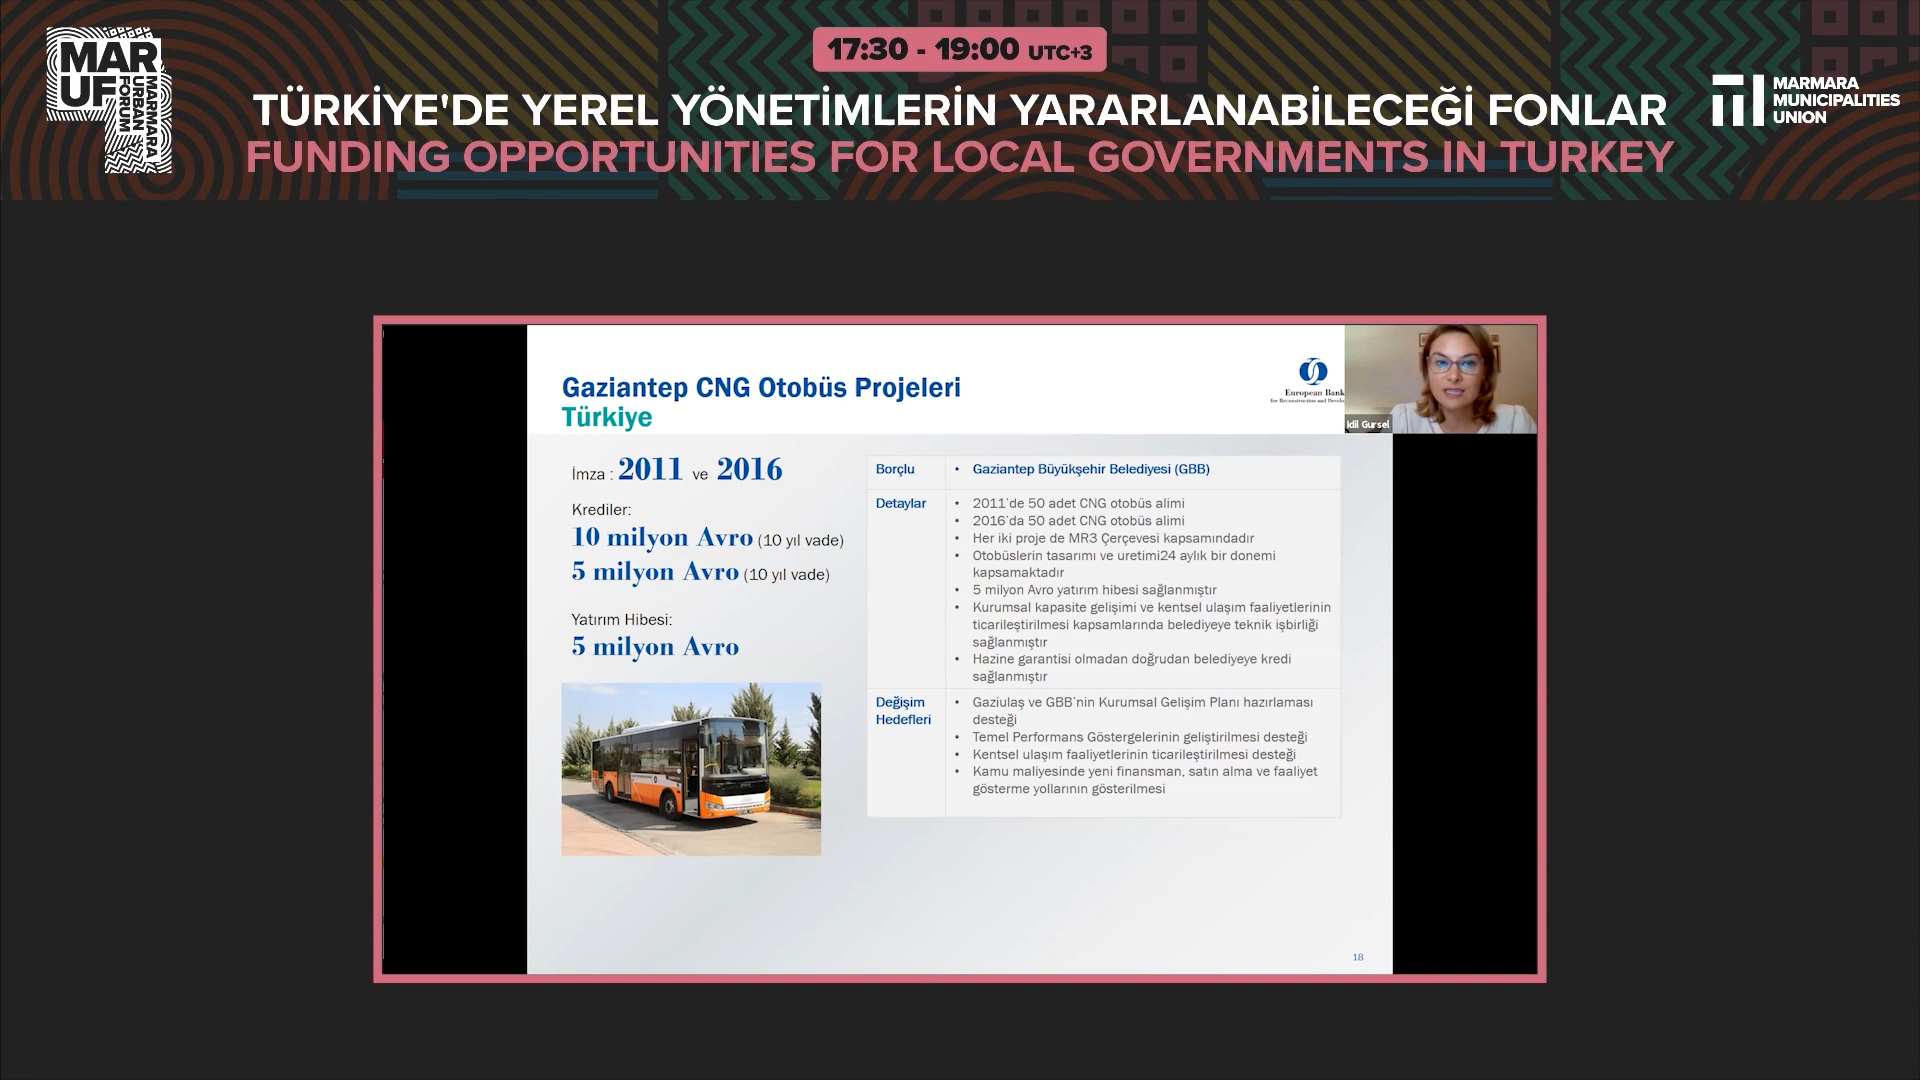 MAR
UF
MARMARA
URBAN
FORUM
17:30 - 19:00 UTC+3
TÜRKİYE'DE YEREL YÖNETİMLERİN YARARLANABİLECEĞİ FONLAR
FUNDING OPPORTUNITIES FOR LOCAL GOVERNMENTS IN TURKEY
MARMARA
MUNICIPALITIES
UNION
Gaziantep CNG Otobüs Projeleri
Türkiye
European Bank
for Reconstruction and Develo
Idil Gursel
İmza : 2011 ve 2016
Krediler:
10 milyon Avro (10 yıl vade)
5 milyon Avro (10 yıl vade)
Yatırım Hibesi:
5 milyon Avro
Borçlu
• Gaziantep Büyükşehir Belediyesi (GBB)
Detaylar
• 2011'de 50 adet CNG otobüs alimi
• 2016'da 50 adet CNG otobüs alimi
• Her iki proje de MR3 Çerçevesi kapsamındadır
• Otobüslerin tasarımı ve uretimi24 aylık bir donemi
kapsamaktadır
• 5 milyon Avro yatırım hibesi sağlanmıştır
• Kurumsal kapasite gelişimi ve kentsel ulaşım faaliyetlerinin
ticarileştirilmesi kapsamlarında belediyeye teknik işbirliği
sağlanmıştır
• Hazine garantisi olmadan doğrudan belediyeye kredi
sağlanmıştır
Değişim
Hedefleri
• Gaziulaş ve GBB'nin Kurumsal Gelişim Planı hazırlaması
desteği
• Temel Performans Göstergelerinin geliştirilmesi desteği
• Kentsel ulaşım faaliyetlerinin ticarileştirilmesi desteği
• Kamu maliyesinde yeni finansman, satın alma ve faaliyet
gösterme yollarının gösterilmesi
18